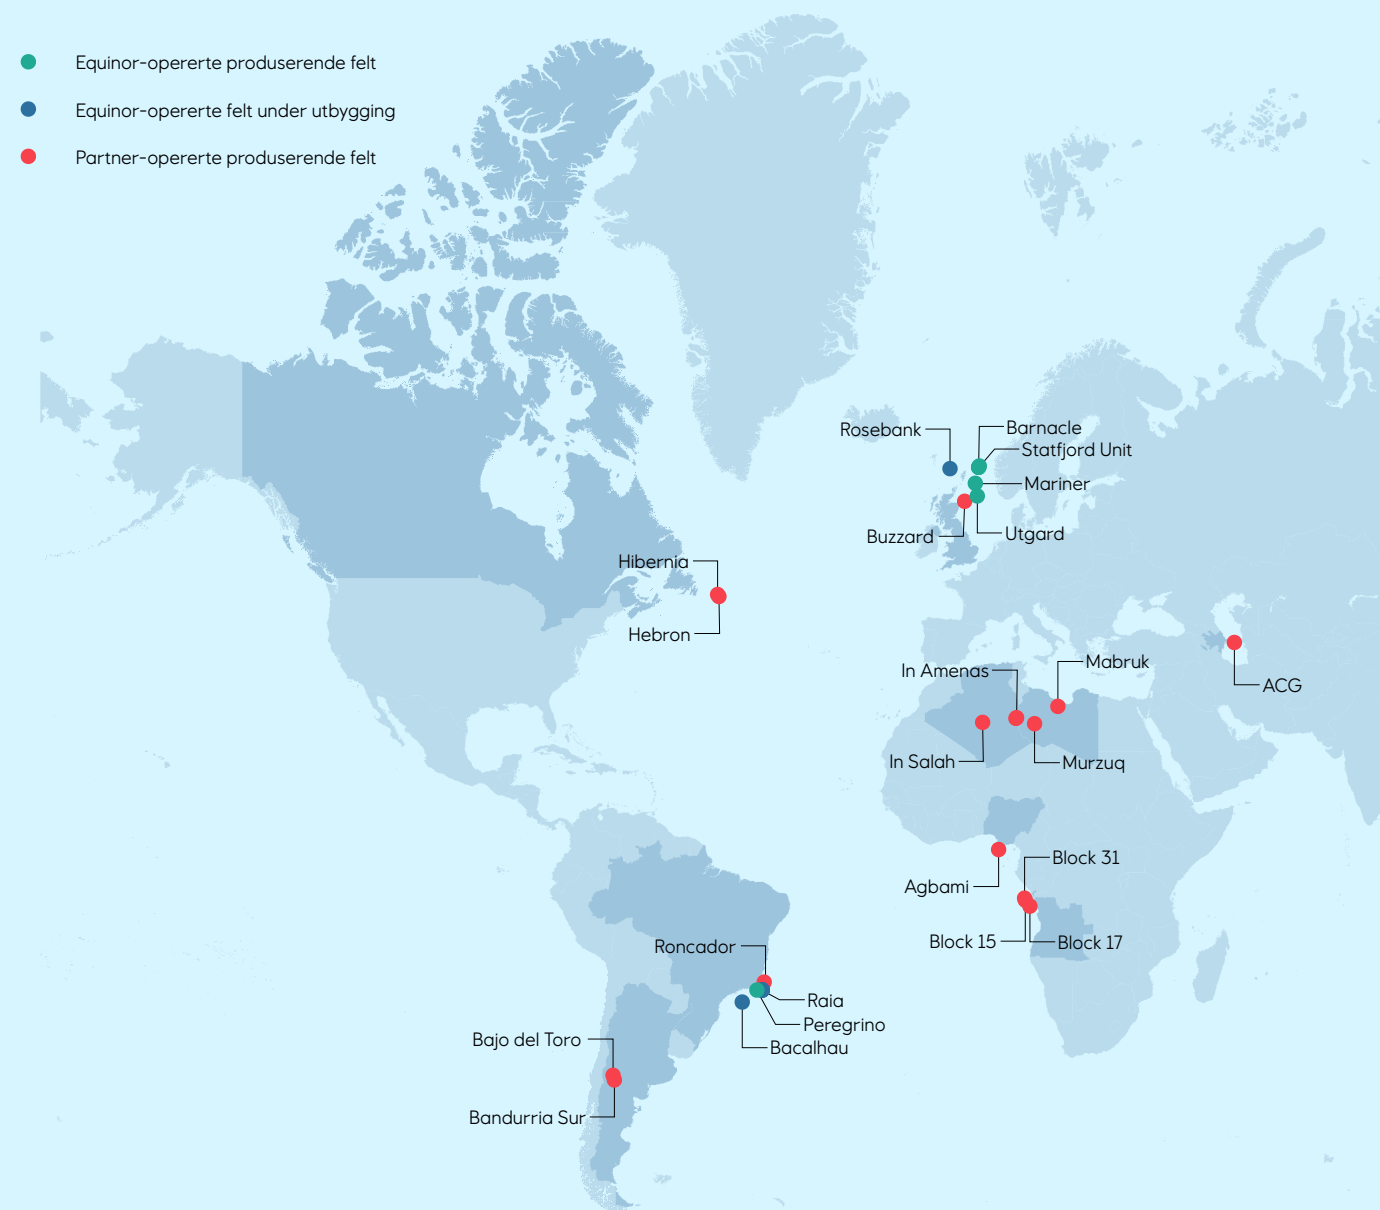 Equinor-opererte produserende felt
Equinor-opererte felt under utbygging
Partner-opererte produserende felt
Rosebank
Barnacle
Statfjord Unit
Mariner
Buzzard
Utgard
Hibernia
Hebron
In Amenas
Mabruk
ACG
In Salah
Murzuq
Agbami
Block 31
Block 15
Block 17
Roncador
Raia
Peregrino
Bacalhau
Bajo del Toro
Bandurria Sur